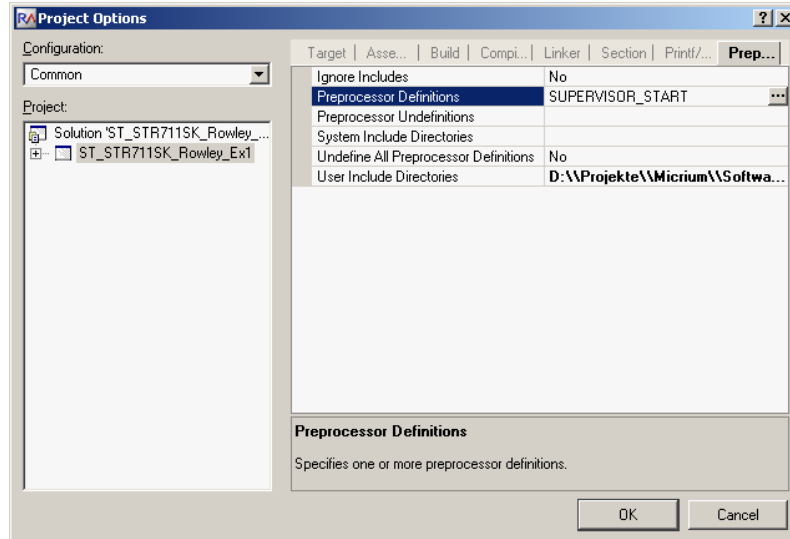 RA Project Options
Configuration:
Common
Project:
Solution 'ST_STR711SK_Rowley_...
ST_STR711SK_Rowley_Ex1
Target | Asse... | Build | Compi... | Linker | Section | Printf/... | Prep...
Ignore Includes No
Preprocessor Definitions SUPERVISOR_START ...
Preprocessor Undefinitions
System Include Directories
Undefine All Preprocessor Definitions No
User Include Directories D:\\Projekte\\Micrium\\Softwa...
Preprocessor Definitions
Specifies one or more preprocessor definitions.
OK Cancel